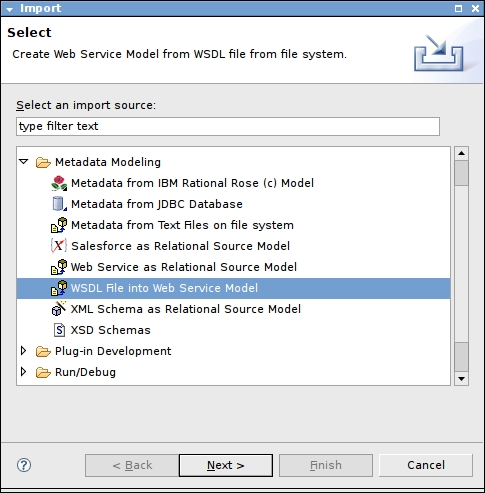 Import
Select
Create Web Service Model from WSDL file from file system.
Select an import source:
type filter text
Metadata Modeling
Metadata from IBM Rational Rose (c) Model
Metadata from JDBC Database
Metadata from Text Files on file system
Salesforce as Relational Source Model
Web Service as Relational Source Model
WSDL File into Web Service Model
XML Schema as Relational Source Model
XSD Schemas
Plug-in Development
Run/Debug
< Back
Next >
Finish
Cancel